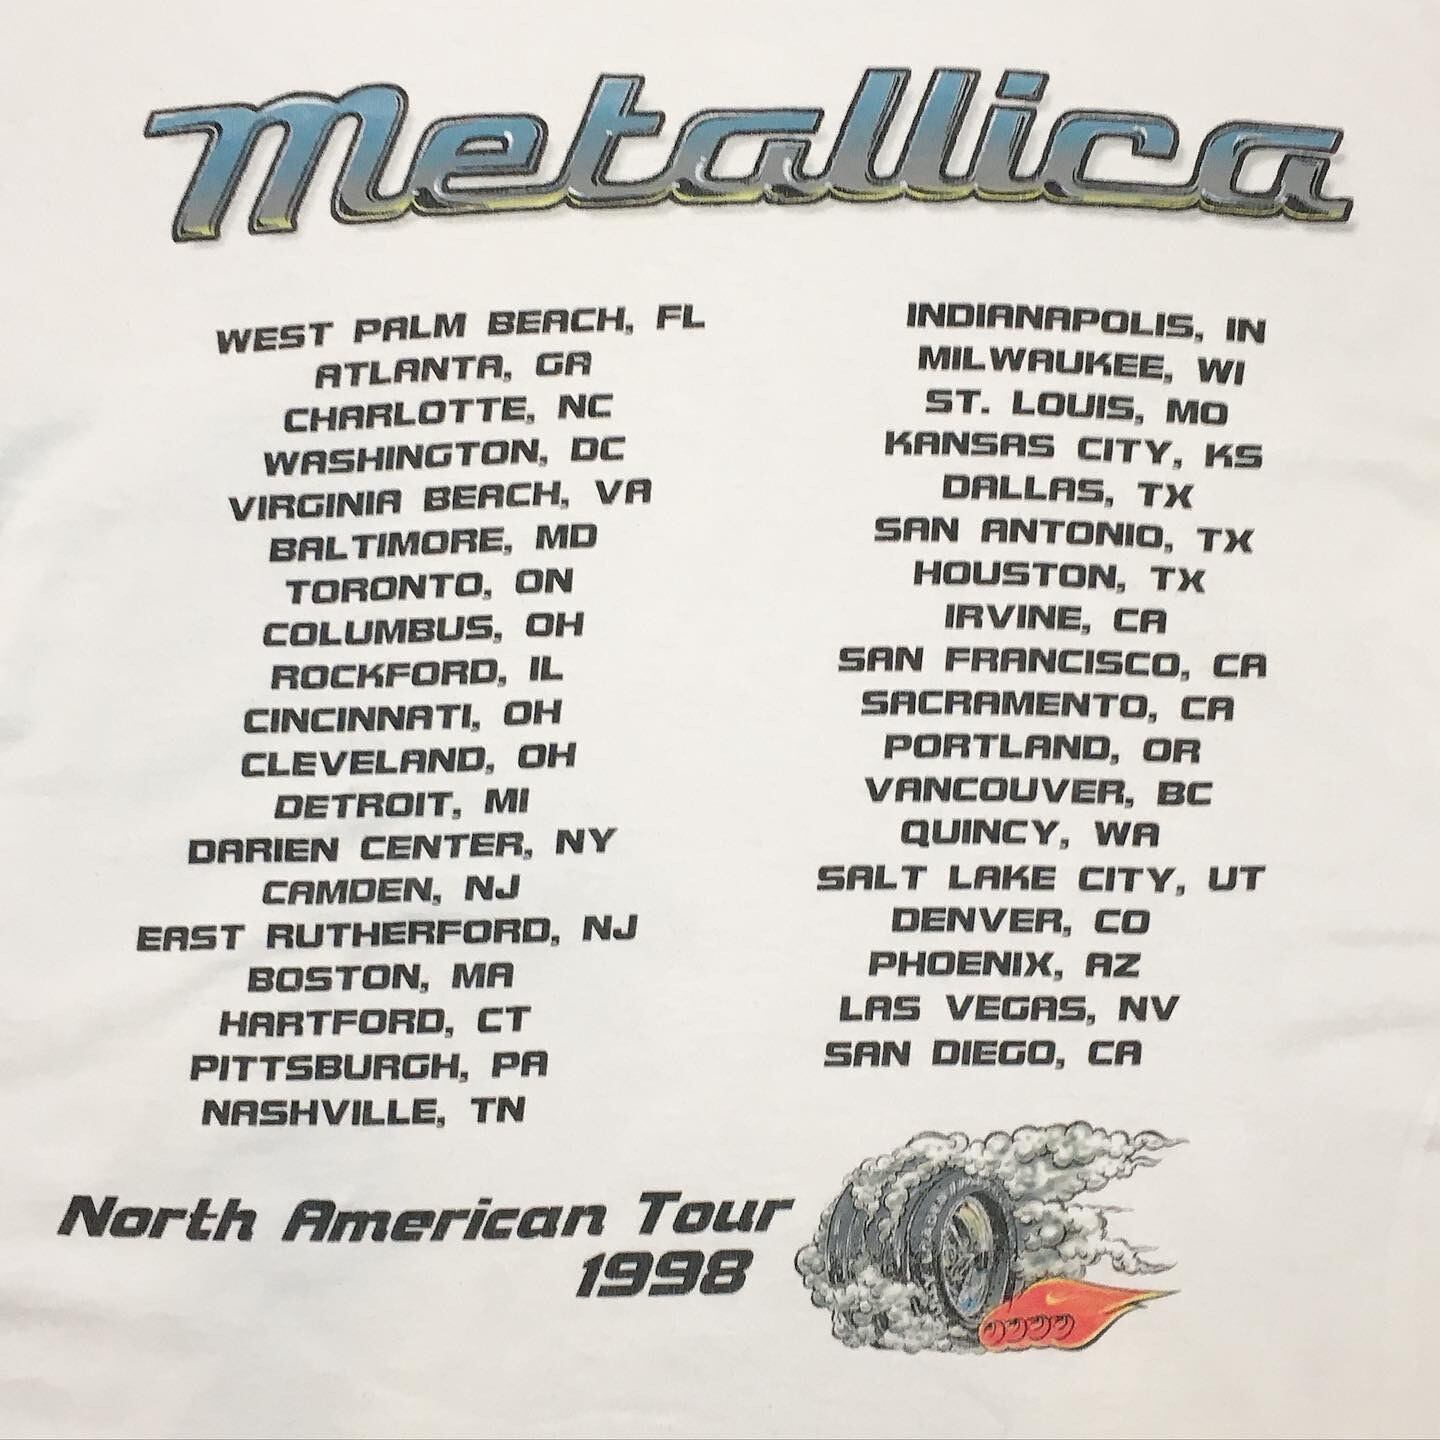 Metallica
WEST PALM BEACH, FL
ATLANTA, GA
CHARLOTTE, NC
WASHINGTON, DC
VIRGINIA BEACH, VA
BALTIMORE, MD
TORONTO, ON
COLUMBUS, OH
ROCKFORD, IL
CINCINNATI, OH
CLEVELAND, OH
DETROIT, MI
DARIEN CENTER, NY
CAMDEN, NJ
EAST RUTHERFORD, NJ
BOSTON, MA
HARTFORD, CT
PITTSBURGH, PA
NASHVILLE, TN
INDIANAPOLIS, IN
MILWAUKEE, WI
ST. LOUIS, MO
KANSAS CITY, KS
DALLAS, TX
SAN ANTONIO, TX
HOUSTON, TX
IRVINE, CA
SAN FRANCISCO, CA
SACRAMENTO, CA
PORTLAND, OR
VANCOUVER, BC
QUINCY, WA
SALT LAKE CITY, UT
DENVER, CO
PHOENIX, AZ
LAS VEGAS, NV
SAN DIEGO, CA
North American Tour
1998